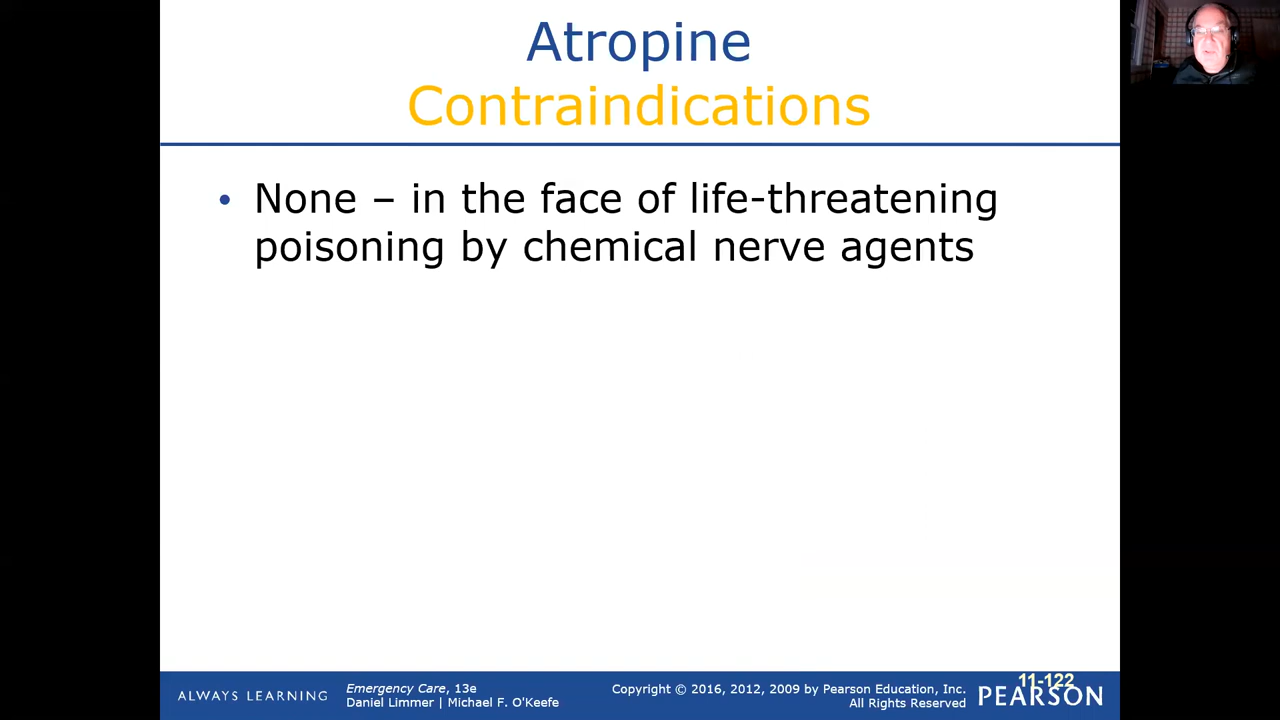 Atropine
Contraindications
• None – in the face of life-threatening
poisoning by chemical nerve agents
ALWAYS LEARNING
Emergency Care, 13e
Daniel Limmer | Michael F. O'Keefe
Copyright © 2016, 2012, 2009 by Pearson Education, Inc.
All Rights Reserved
11-122
PEARSON